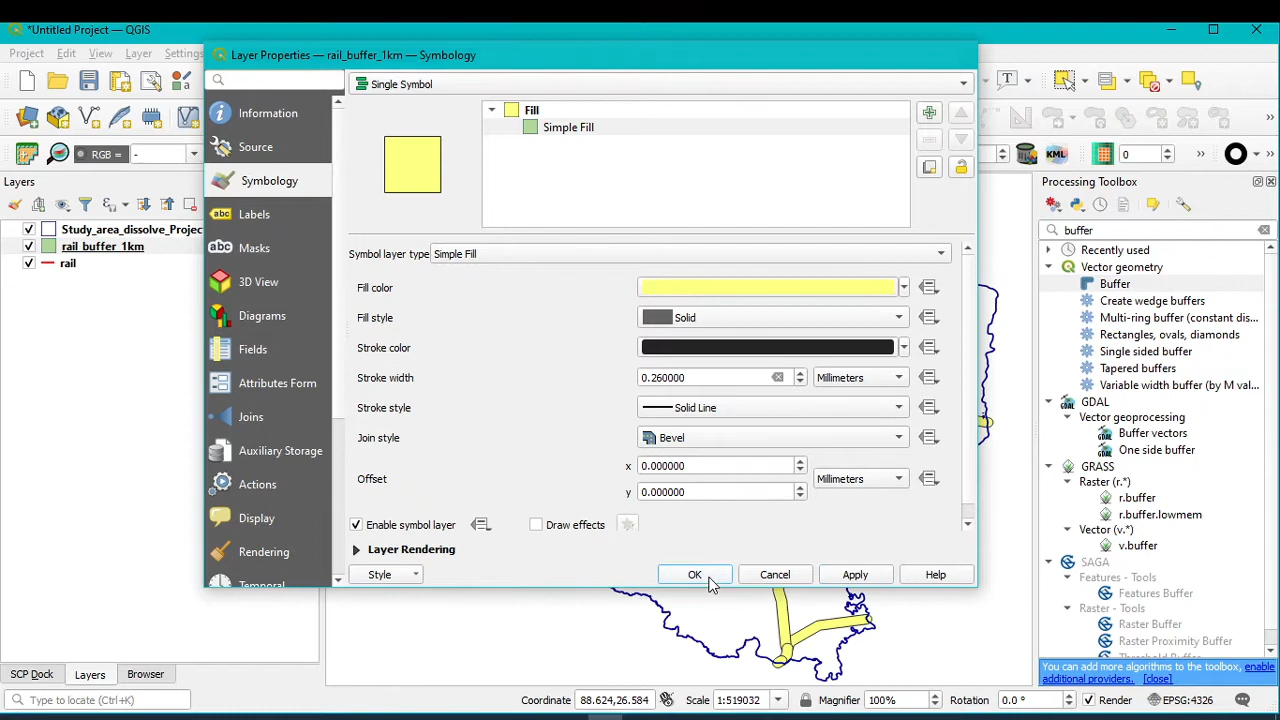 *Untitled Project — QGIS
Project Edit View Layer Settings
Layer Properties — rail_buffer_1km — Symbology
Single Symbol
Information
Source
Symbology
Labels
Masks
3D View
Diagrams
Fields
Attributes Form
Joins
Auxiliary Storage
Actions
Display
Rendering
Temporal
Fill
Simple Fill
Symbol layer type Simple Fill
Fill color
Fill style Solid
Stroke color
Stroke width 0.260000 Millimeters
Stroke style Solid Line
Join style Bevel
Offset x 0.000000 Millimeters
y 0.000000
Enable symbol layer Draw effects
Layer Rendering
Style OK Cancel Apply Help
RGB = -
KML 0
Layers
Study_area_dissolve_Projec
rail_buffer_1km
rail
SCP Dock Layers Browser
Processing Toolbox
buffer
Recently used
Vector geometry
Buffer
Create wedge buffers
Multi-ring buffer (constant dis...
Rectangles, ovals, diamonds
Single sided buffer
Tapered buffers
Variable width buffer (by M val...
GDAL
Vector geoprocessing
Buffer vectors
One side buffer
GRASS
Raster (r.*)
r.buffer
r.buffer.lowmem
Vector (v.*)
v.buffer
SAGA
Features - Tools
Features Buffer
Raster - Tools
Raster Buffer
Raster Proximity Buffer
Threshold Buffer
You can add more algorithms to the toolbox, enable additional providers. [close]
Type to locate (Ctrl+K) Coordinate 88.624,26.584 Scale 1:519032 Magnifier 100% Rotation 0.0 ° Render EPSG:4326